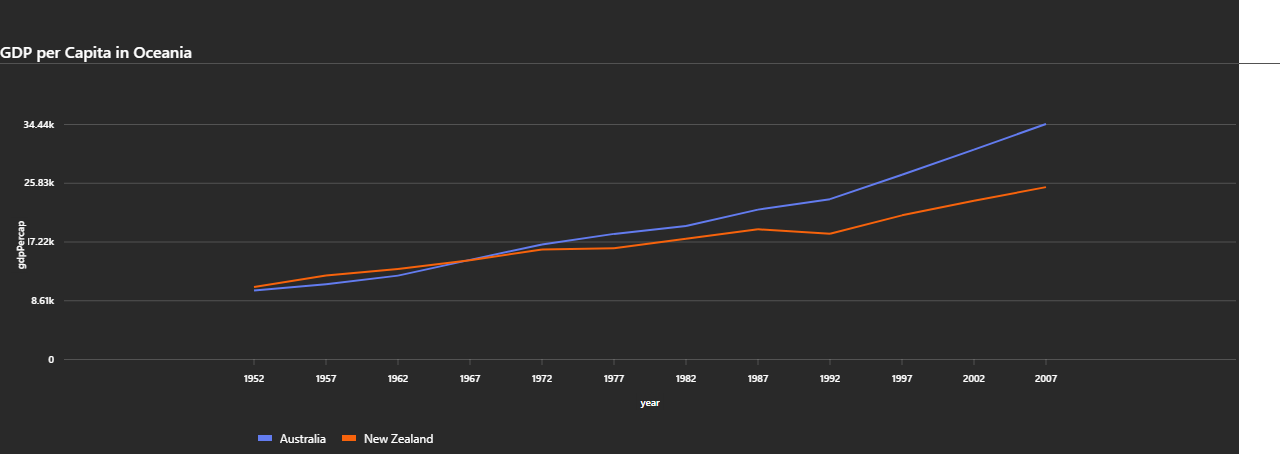 GDP per Capita in Oceania
34.44k
25.83k
17.22k
8.61k
0
gdpPercap
1952 1957 1962 1967 1972 1977 1982 1987 1992 1997 2002 2007
year
Australia New Zealand